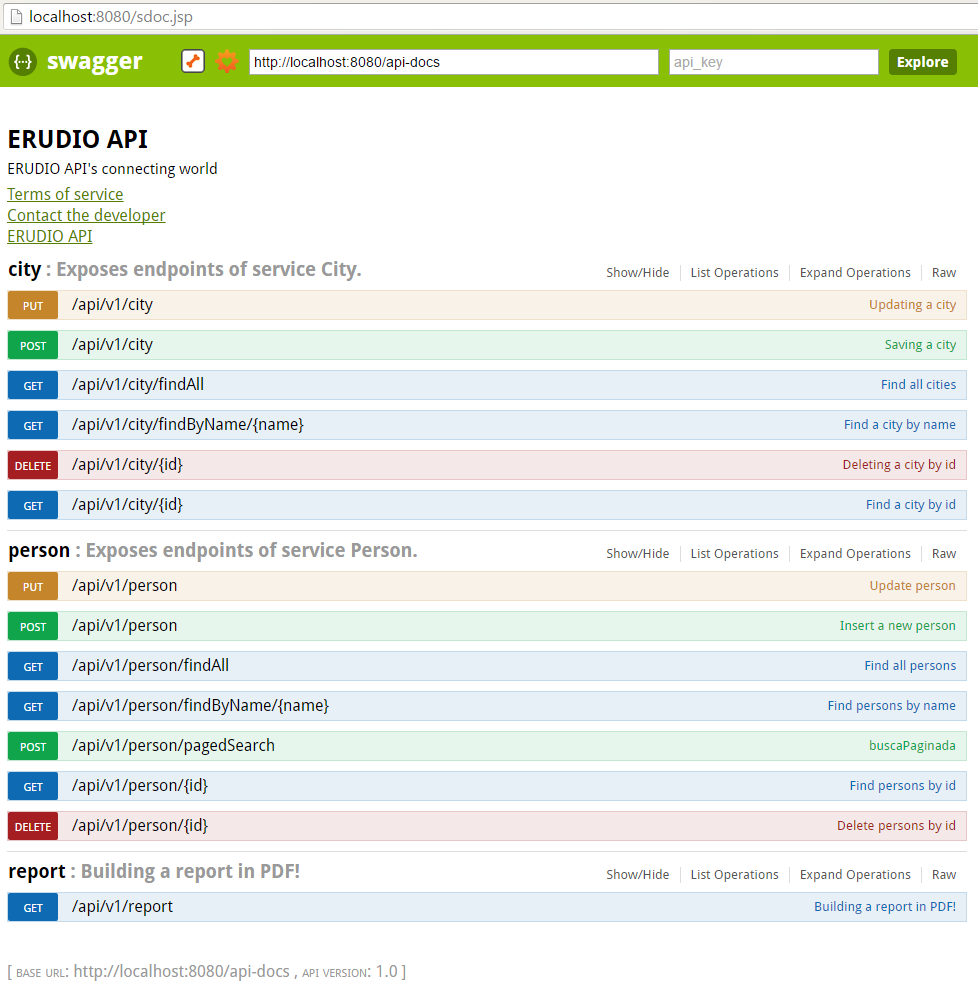 localhost:8080/sdoc.jsp
{··} swagger http://localhost:8080/api-docs api_key Explore
ERUDIO API
ERUDIO API's connecting world
Terms of service
Contact the developer
ERUDIO API
city : Exposes endpoints of service City. Show/Hide List Operations Expand Operations Raw
PUT /api/v1/city Updating a city
POST /api/v1/city Saving a city
GET /api/v1/city/findAll Find all cities
GET /api/v1/city/findByName/{name} Find a city by name
DELETE /api/v1/city/{id} Deleting a city by id
GET /api/v1/city/{id} Find a city by id
person : Exposes endpoints of service Person. Show/Hide List Operations Expand Operations Raw
PUT /api/v1/person Update person
POST /api/v1/person Insert a new person
GET /api/v1/person/findAll Find all persons
GET /api/v1/person/findByName/{name} Find persons by name
POST /api/v1/person/pagedSearch buscaPaginada
GET /api/v1/person/{id} Find persons by id
DELETE /api/v1/person/{id} Delete persons by id
report : Building a report in PDF! Show/Hide List Operations Expand Operations Raw
GET /api/v1/report Building a report in PDF!
[ BASE URL: http://localhost:8080/api-docs , API VERSION: 1.0 ]